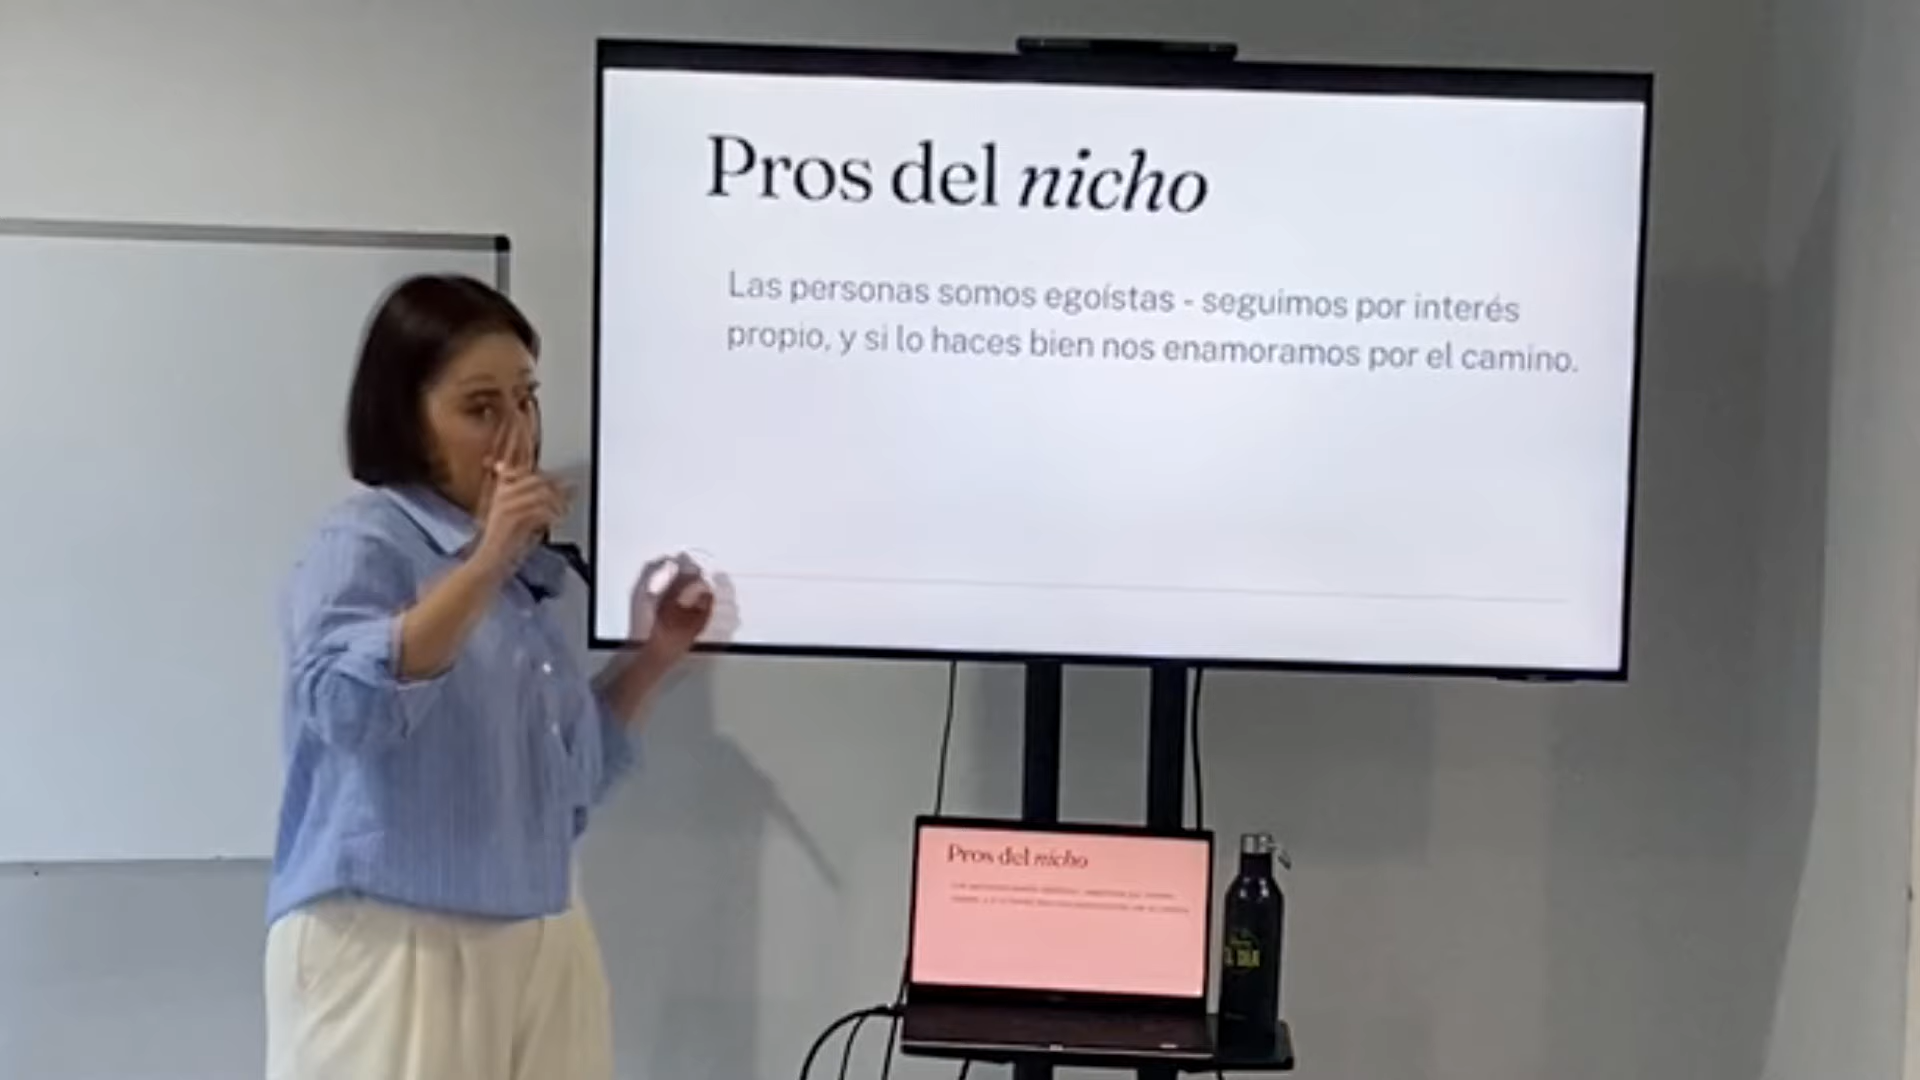 Pros del nicho
Las personas somos egoístas - seguimos por interés
propio, y si lo haces bien nos enamoramos por el camino.
Pros del nicho